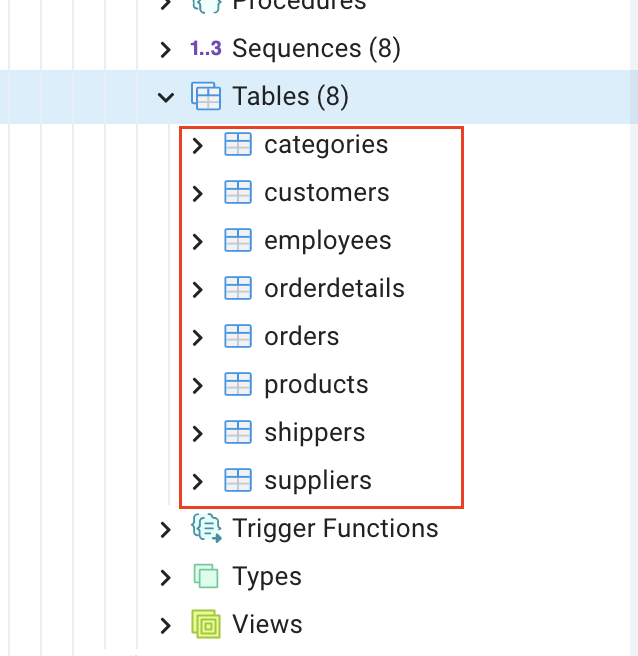 Procedures
1..3 Sequences (8)
Tables (8)
categories
customers
employees
orderdetails
orders
products
shippers
suppliers
Trigger Functions
Types
Views